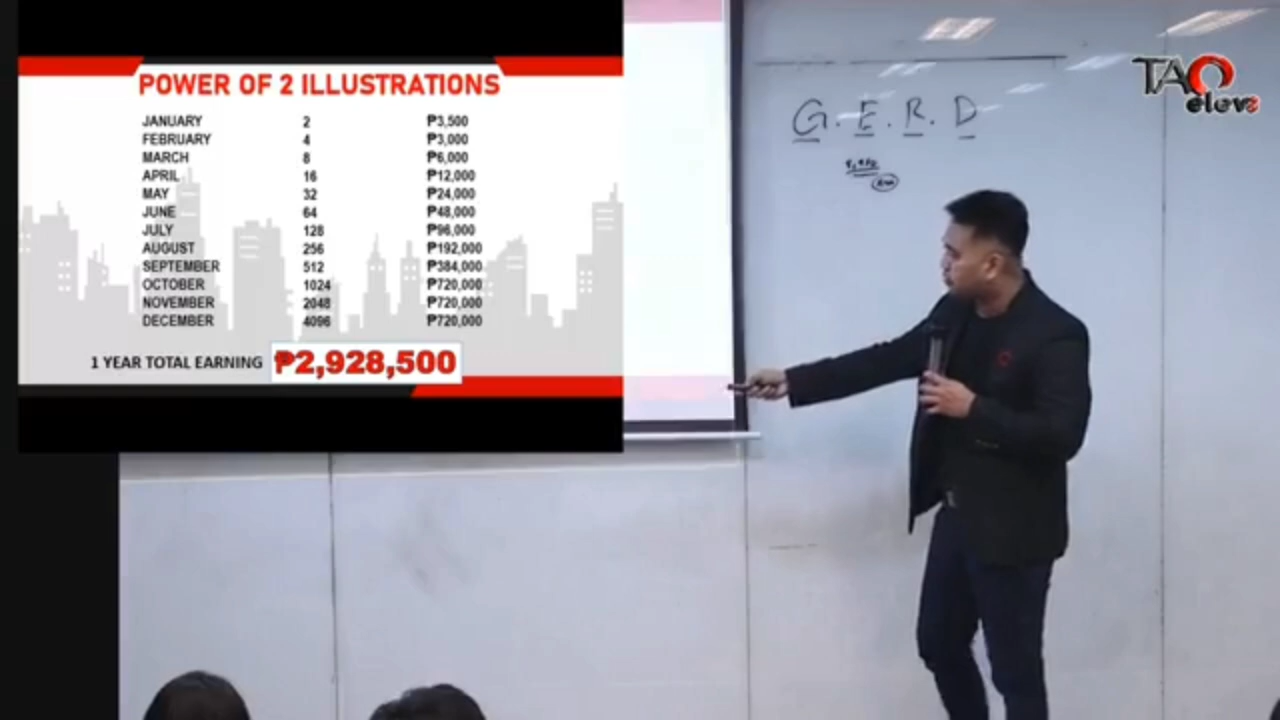 POWER OF 2 ILLUSTRATIONS
JANUARY 2 ₱3,500
FEBRUARY 4 ₱3,000
MARCH 8 ₱6,000
APRIL 16 ₱12,000
MAY 32 ₱24,000
JUNE 64 ₱48,000
JULY 128 ₱96,000
AUGUST 256 ₱192,000
SEPTEMBER 512 ₱384,000
OCTOBER 1024 ₱720,000
NOVEMBER 2048 ₱720,000
DECEMBER 4096 ₱720,000
1 YEAR TOTAL EARNING ₱2,928,500
G. E. R. D
TAO
elev8